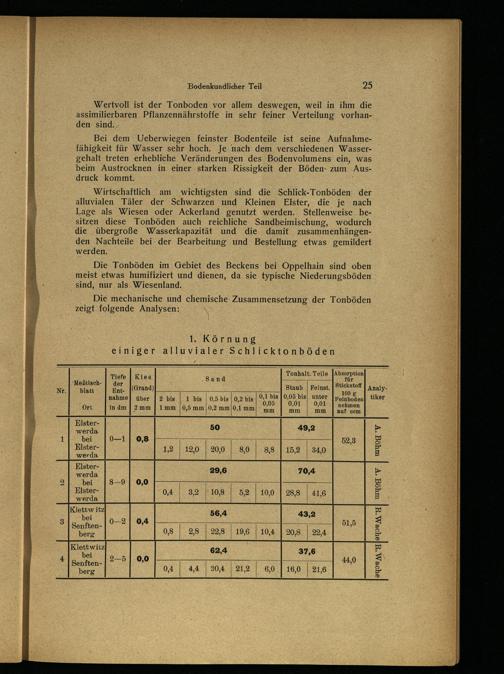 Bodenkundlicher Teil 25
Wertvoll ist der Tonboden vor allem deswegen, weil in ihm die
assimilierbaren Pflanzennährstoffe in sehr feiner Verteilung vorhan-
den sind.
Bei dem Ueberwiegen feinster Bodenteile ist seine Aufnahme-
fähigkeit für Wasser sehr hoch. Je nach dem verschiedenen Wasser-
gehalt treten erhebliche Veränderungen des Bodenvolumens ein, was
beim Austrocknen in einer starken Rissigkeit der Böden zum Aus-
druck kommt.
Wirtschaftlich am wichtigsten sind die Schlick-Tonböden der
alluvialen Täler der Schwarzen und Kleinen Elster, die je nach
Lage als Wiesen oder Ackerland genutzt werden. Stellenweise be-
sitzen diese Tonböden auch reichliche Sandbeimischung, wodurch
die übergroße Wasserkapazität und die damit zusammenhängen-
den Nachteile bei der Bearbeitung und Bestellung etwas gemildert
werden.
Die Tonböden im Gebiet des Beckens bei Oppelhain sind oben
meist etwas humifiziert und dienen, da sie typische Niederungsböden
sind, nur als Wiesenland.
Die mechanische und chemische Zusammensetzung der Tonböden
zeigt folgende Analysen:
1. Körnung
einiger alluvialer Schlicktonböden
Nr.
Meßtisch-
blatt
Ort
Tiefe
der
Ent-
nahme
in dm
Kies
(Grand)
über
2 mm
Sand
2 bis
1 mm
1 bis
0,5 mm
0,5 bis
0,2 mm
0,2 bis
0,1 mm
0,1 bis
0,05
mm
Tonhalt. Teile
Staub
0,05 bis
0,01
mm
Feinst.
unter
0,01
mm
Absorption
für
Stickstoff
100 g
Feinboden
nehmen
auf ccm
Analy-
tiker
1
Elster-
werda
bei
Elster-
werda
0—1
0,8
50
49,2
1,2 12,0 20,0 8,0 8,8 15,2 34,0
52,3
A. Böhm
2
Elster-
werda
bei
Elster-
werda
8—9
0,0
29,6
70,4
0,4 3,2 10,8 5,2 10,0 28,8 41,6
A. Böhm
3
Klettwitz
bei
Senften-
berg
0—2
0,4
56,4
43,2
0,8 2,8 22,8 19,6 10,4 20,8 22,4
51,5
R. Wache
4
Klettwitz
bei
Senften-
berg
2—5
0,0
62,4
37,6
0,4 4,4 30,4 21,2 6,0 16,0 21,6
44,0
R. Wache